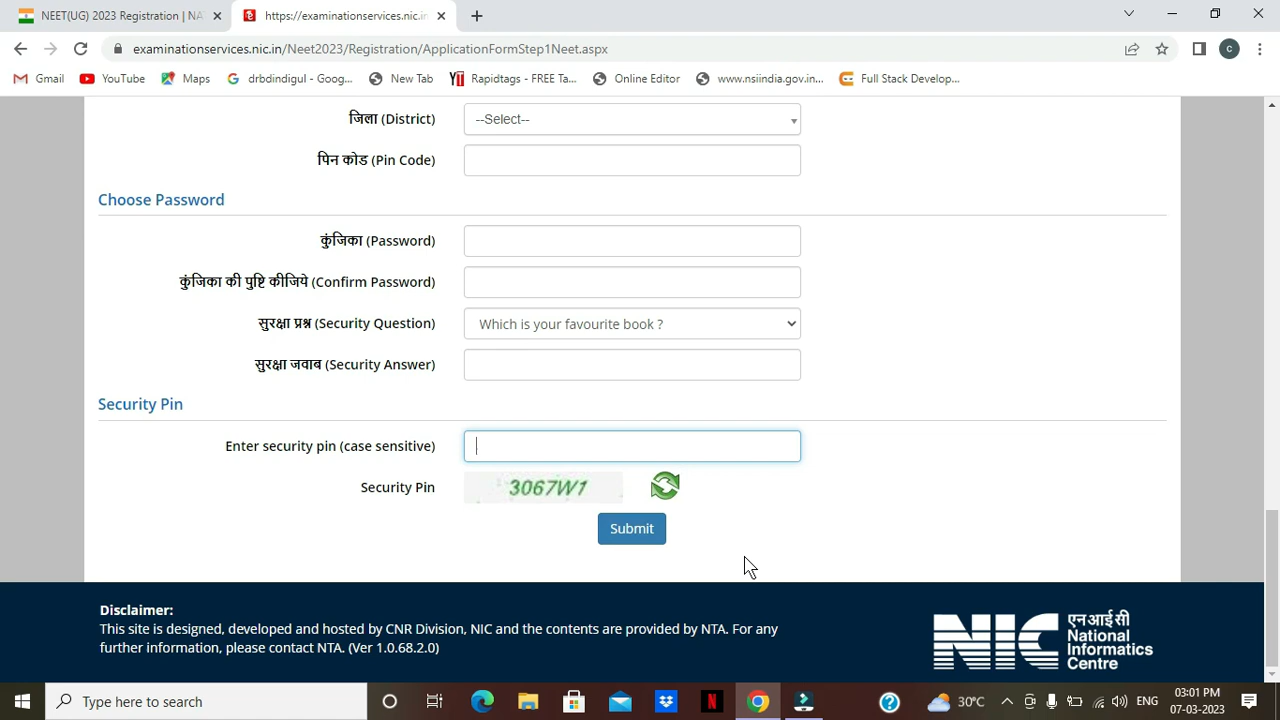 NEET(UG) 2023 Registration | NA
https://examinationservices.nic.in
examinationservices.nic.in/Neet2023/Registration/ApplicationFormStep1Neet.aspx
C
Gmail YouTube Maps drbdindigul - Goog... New Tab Rapidtags - FREE Ta... Online Editor www.nsiindia.gov.in... Full Stack Develop...
जिला (District) --Select--
पिन कोड (Pin Code)
Choose Password
कुंजिका (Password)
कुंजिका की पुष्टि कीजिये (Confirm Password)
सुरक्षा प्रश्न (Security Question) Which is your favourite book ?
सुरक्षा जवाब (Security Answer)
Security Pin
Enter security pin (case sensitive)
Security Pin 3067W1
Submit
Disclaimer:
This site is designed, developed and hosted by CNR Division, NIC and the contents are provided by NTA. For any
further information, please contact NTA. (Ver 1.0.68.2.0)
NIC
एन आई सी
National
Informatics
Centre
Type here to search
30°C ENG
03:01 PM
07-03-2023